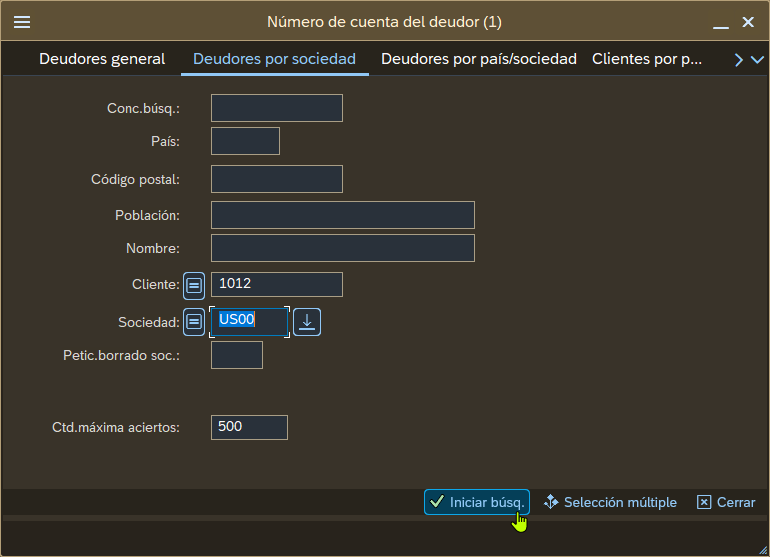 Número de cuenta del deudor (1)
Deudores general Deudores por sociedad Deudores por país/sociedad Clientes por p...
Conc.búsq.:
País:
Código postal:
Población:
Nombre:
Cliente: 1012
Sociedad: US00
Petic.borrado soc.:
Ctd.máxima aciertos: 500
Iniciar búsq. Selección múltiple Cerrar